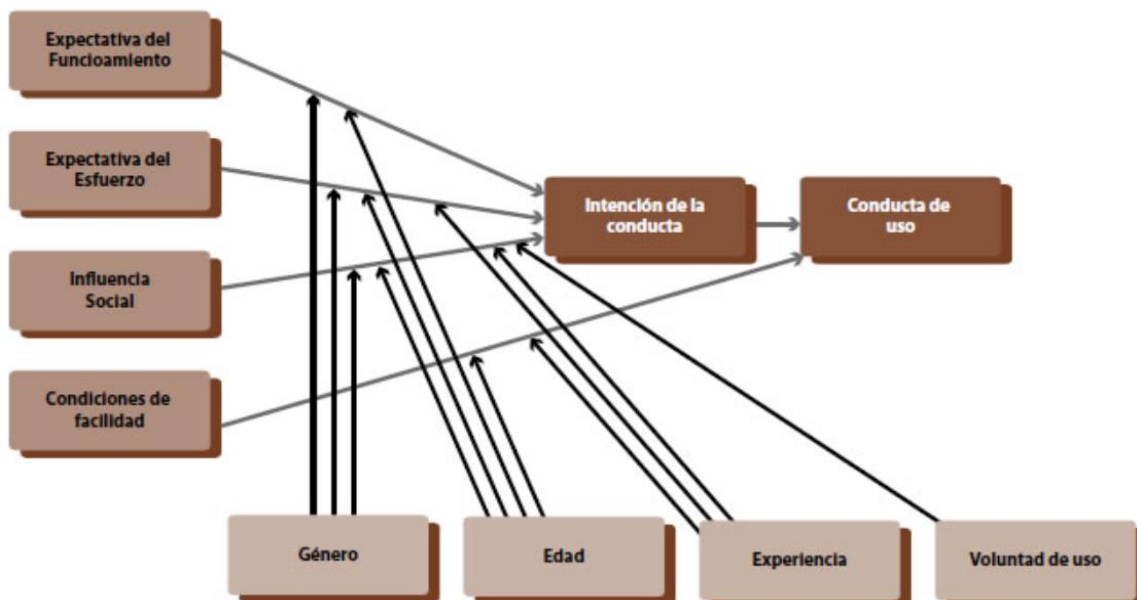 Expectativa del
Funcioamiento
Expectativa del
Esfuerzo
Influencia
Social
Condiciones de
facilidad
Intención de la
conducta
Conducta de
uso
Género
Edad
Experiencia
Voluntad de uso